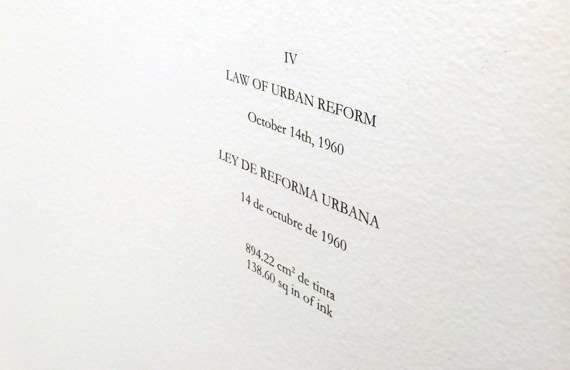 IV
LAW OF URBAN REFORM
October 14th, 1960
LEY DE REFORMA URBANA
14 de octubre de 1960
894.22 cm² de tinta
138.60 sq in of ink